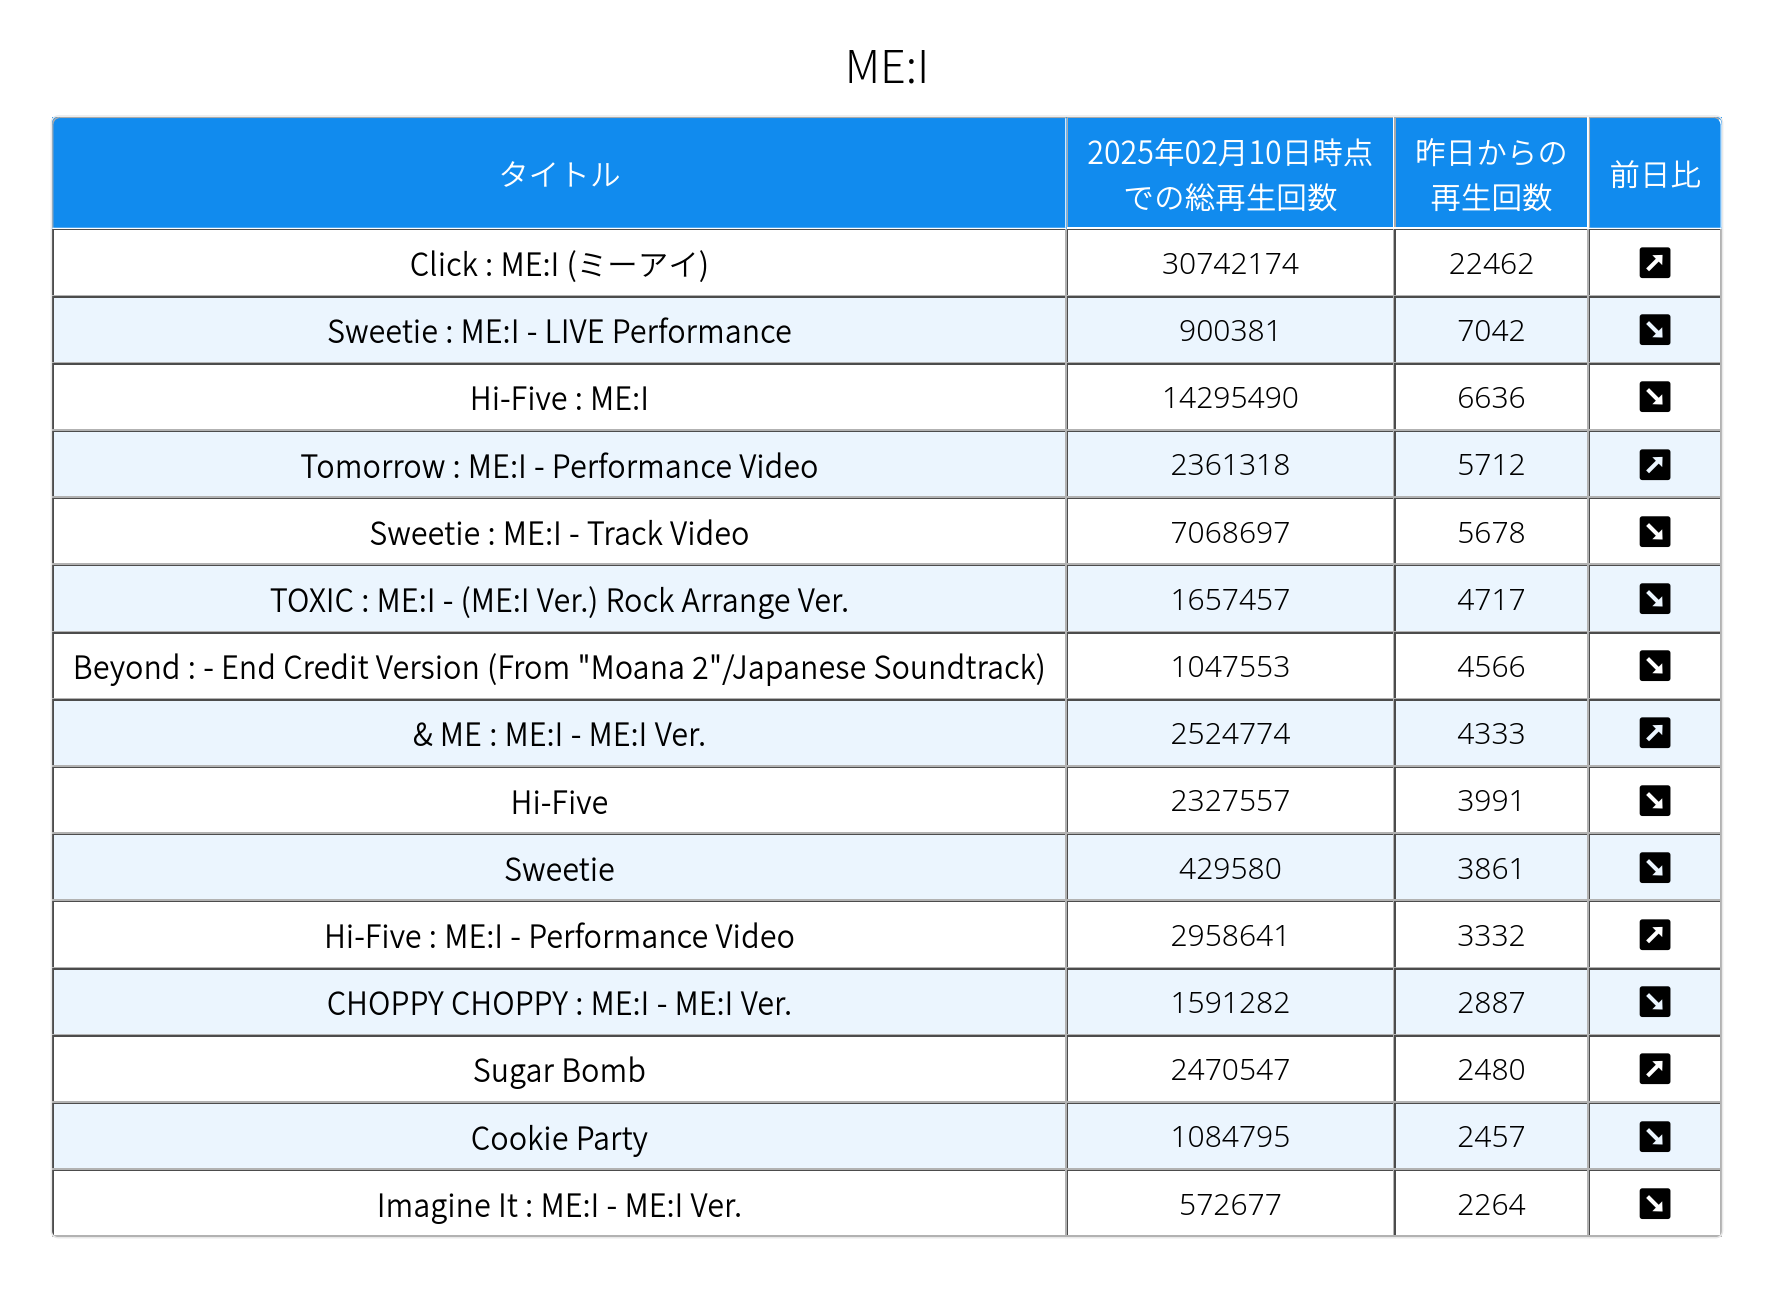 ME:I
タイトル 2025年02月10日時点 昨日からの 前日比
での総再生回数 再生回数
Click : ME:I (ミーアイ) 30742174 22462
Sweetie : ME:I - LIVE Performance 900381 7042
Hi-Five : ME:I 14295490 6636
Tomorrow : ME:I - Performance Video 2361318 5712
Sweetie : ME:I - Track Video 7068697 5678
TOXIC : ME:I - (ME:I Ver.) Rock Arrange Ver. 1657457 4717
Beyond : - End Credit Version (From "Moana 2"/Japanese Soundtrack) 1047553 4566
& ME : ME:I - ME:I Ver. 2524774 4333
Hi-Five 2327557 3991
Sweetie 429580 3861
Hi-Five : ME:I - Performance Video 2958641 3332
CHOPPY CHOPPY : ME:I - ME:I Ver. 1591282 2887
Sugar Bomb 2470547 2480
Cookie Party 1084795 2457
Imagine It : ME:I - ME:I Ver. 572677 2264